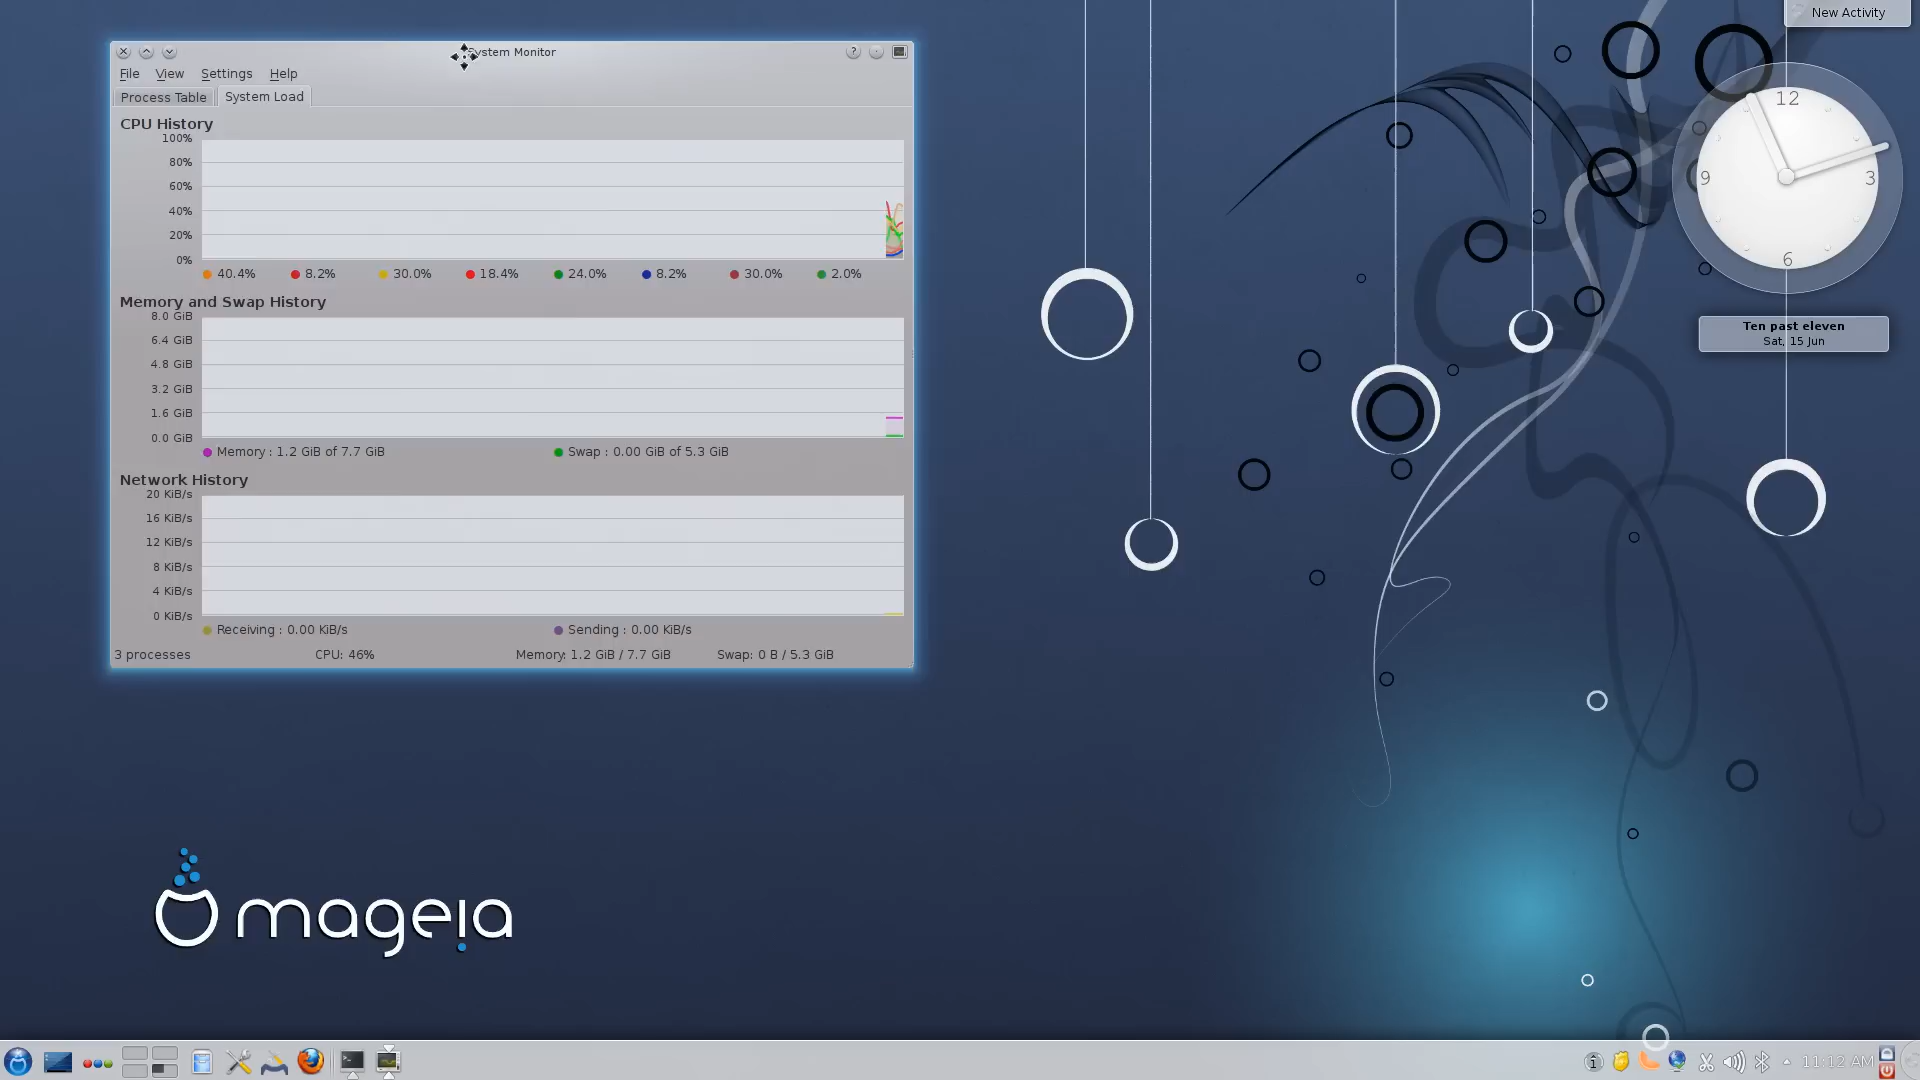 New Activity
System Monitor
File View Settings Help
Process Table System Load
CPU History
100%
80%
60%
40%
20%
0%
40.4% 8.2% 30.0% 18.4% 24.0% 8.2% 30.0% 2.0%
Memory and Swap History
8.0 GiB
6.4 GiB
4.8 GiB
3.2 GiB
1.6 GiB
0.0 GiB
Memory : 1.2 GiB of 7.7 GiB Swap : 0.00 GiB of 5.3 GiB
Network History
20 KiB/s
16 KiB/s
12 KiB/s
8 KiB/s
4 KiB/s
0 KiB/s
Receiving : 0.00 KiB/s Sending : 0.00 KiB/s
3 processes CPU: 46% Memory: 1.2 GiB / 7.7 GiB Swap: 0 B / 5.3 GiB
12
9 3
6
Ten past eleven
Sat, 15 Jun
mageia
11:12 AM